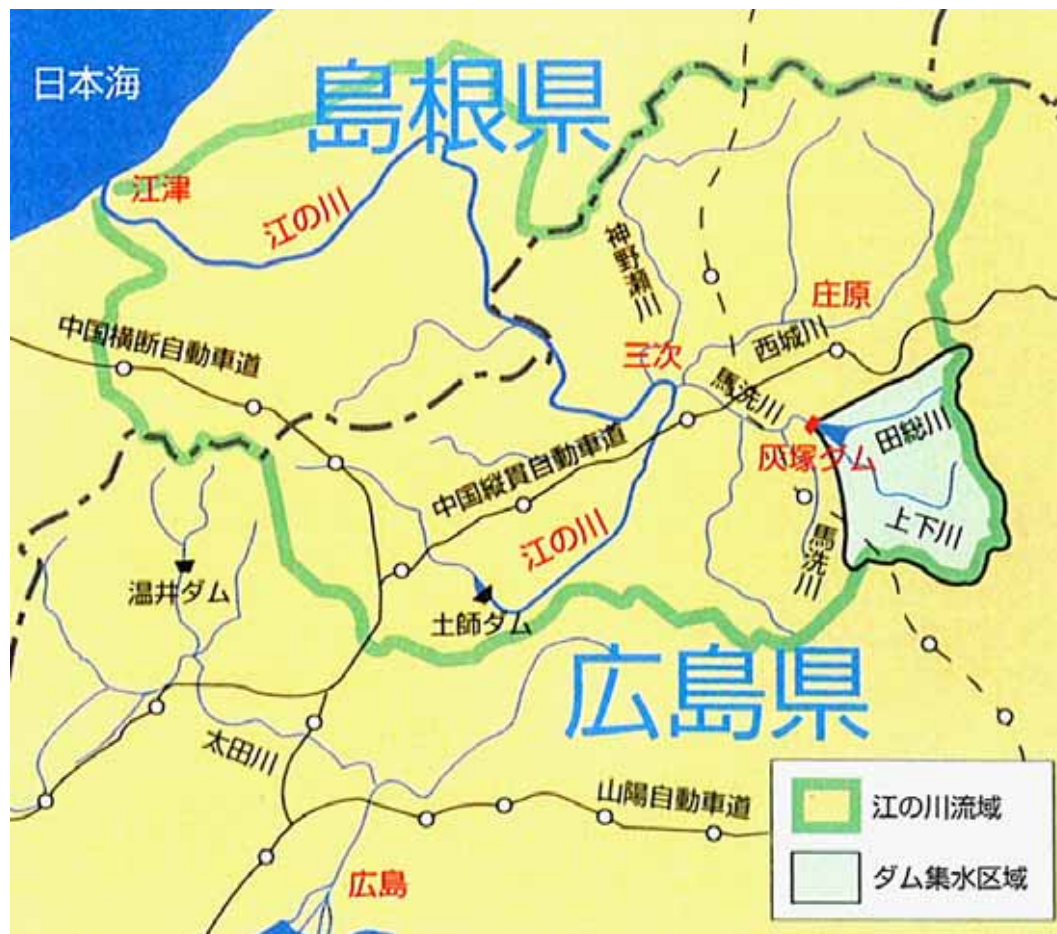 日本海
島根県
江津
江の川
神野瀬川
庄原
中国横断自動車道
三次
西城川
馬洗川
灰塚ダム
田総川
中国縦貫自動車道
江の川
上下川
馬洗川
温井ダム
土師ダム
広島県
太田川
山陽自動車道
広島
江の川流域
ダム集水区域